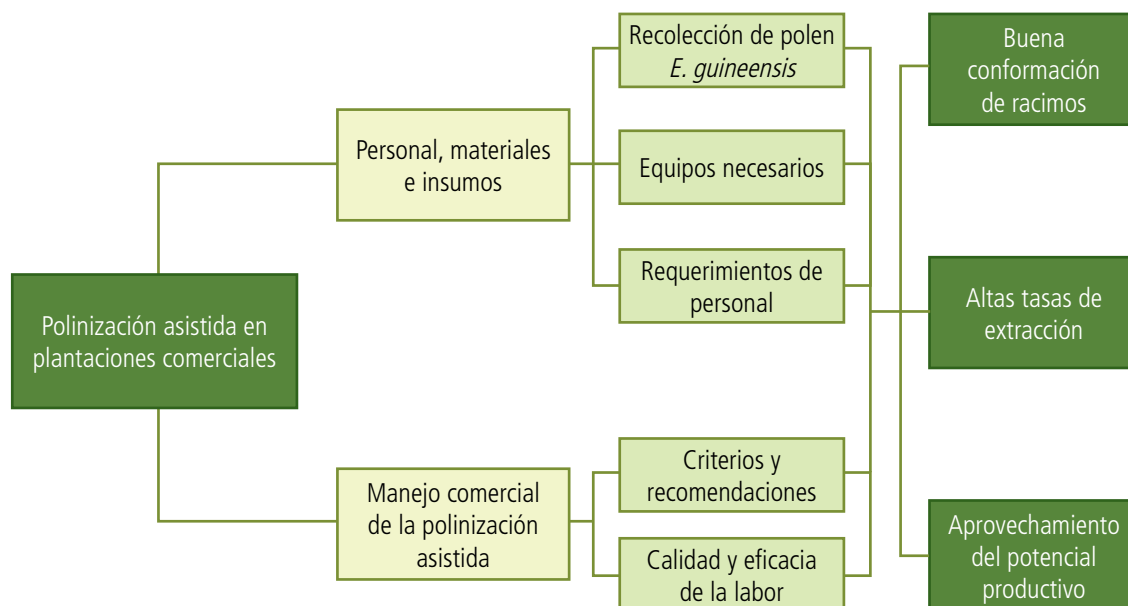 Polinización asistida en
plantaciones comerciales
Personal, materiales
e insumos
Manejo comercial
de la polinización
asistida
Recolección de polen
E. guineensis
Equipos necesarios
Requerimientos de
personal
Criterios y
recomendaciones
Calidad y eficacia
de la labor
Buena
conformación
de racimos
Altas tasas de
extracción
Aprovechamiento
del potencial
productivo